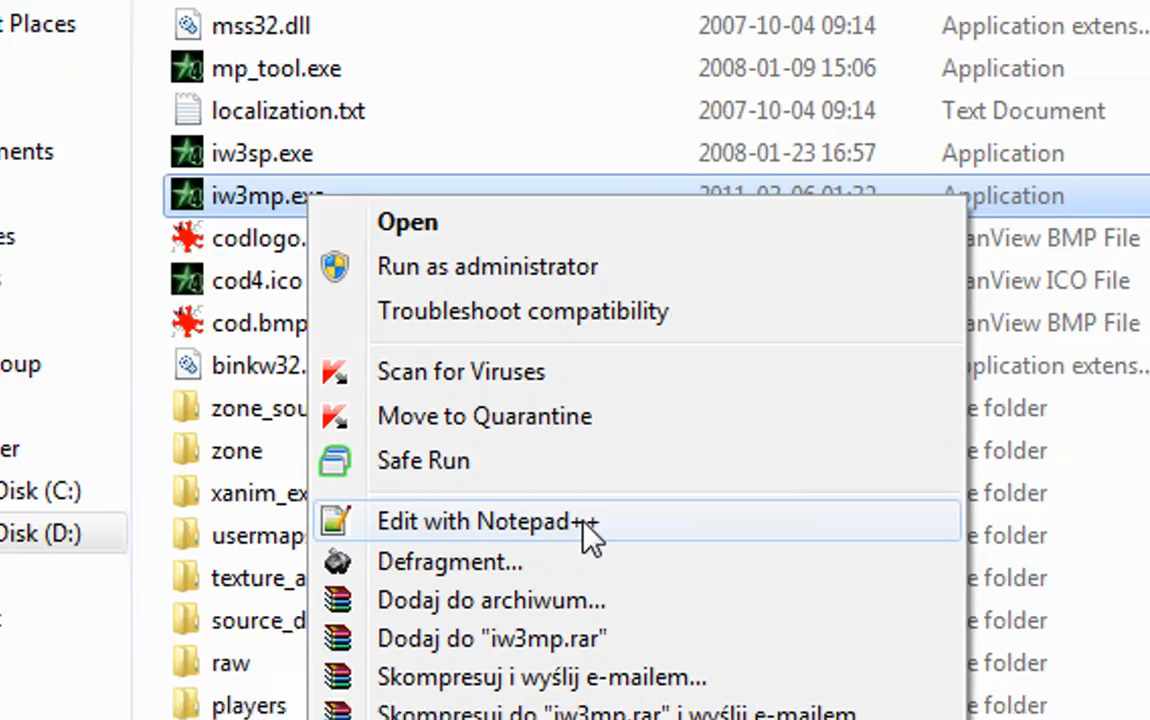 t Places
mss32.dll 2007-10-04 09:14 Application extens...
mp_tool.exe 2008-01-09 15:06 Application
localization.txt 2007-10-04 09:14 Text Document
ments iw3sp.exe 2008-01-23 16:57 Application
iw3mp.exe 2011-02-06 01:32 Application
es codlogo. anView BMP File
cod4.ico anView ICO File
cod.bmp anView BMP File
oup binkw32. plication extens...
zone_sou e folder
er zone e folder
Disk (C:) xanim_ex e folder
Disk (D:) usermap e folder
texture_a e folder
source_d e folder
raw e folder
players e folder
Open
Run as administrator
Troubleshoot compatibility
Scan for Viruses
Move to Quarantine
Safe Run
Edit with Notepad++
Defragment...
Dodaj do archiwum...
Dodaj do "iw3mp.rar"
Skompresuj i wyślij e-mailem...
Skompresuj do "iw3mp.rar" i wyślij e-mailem